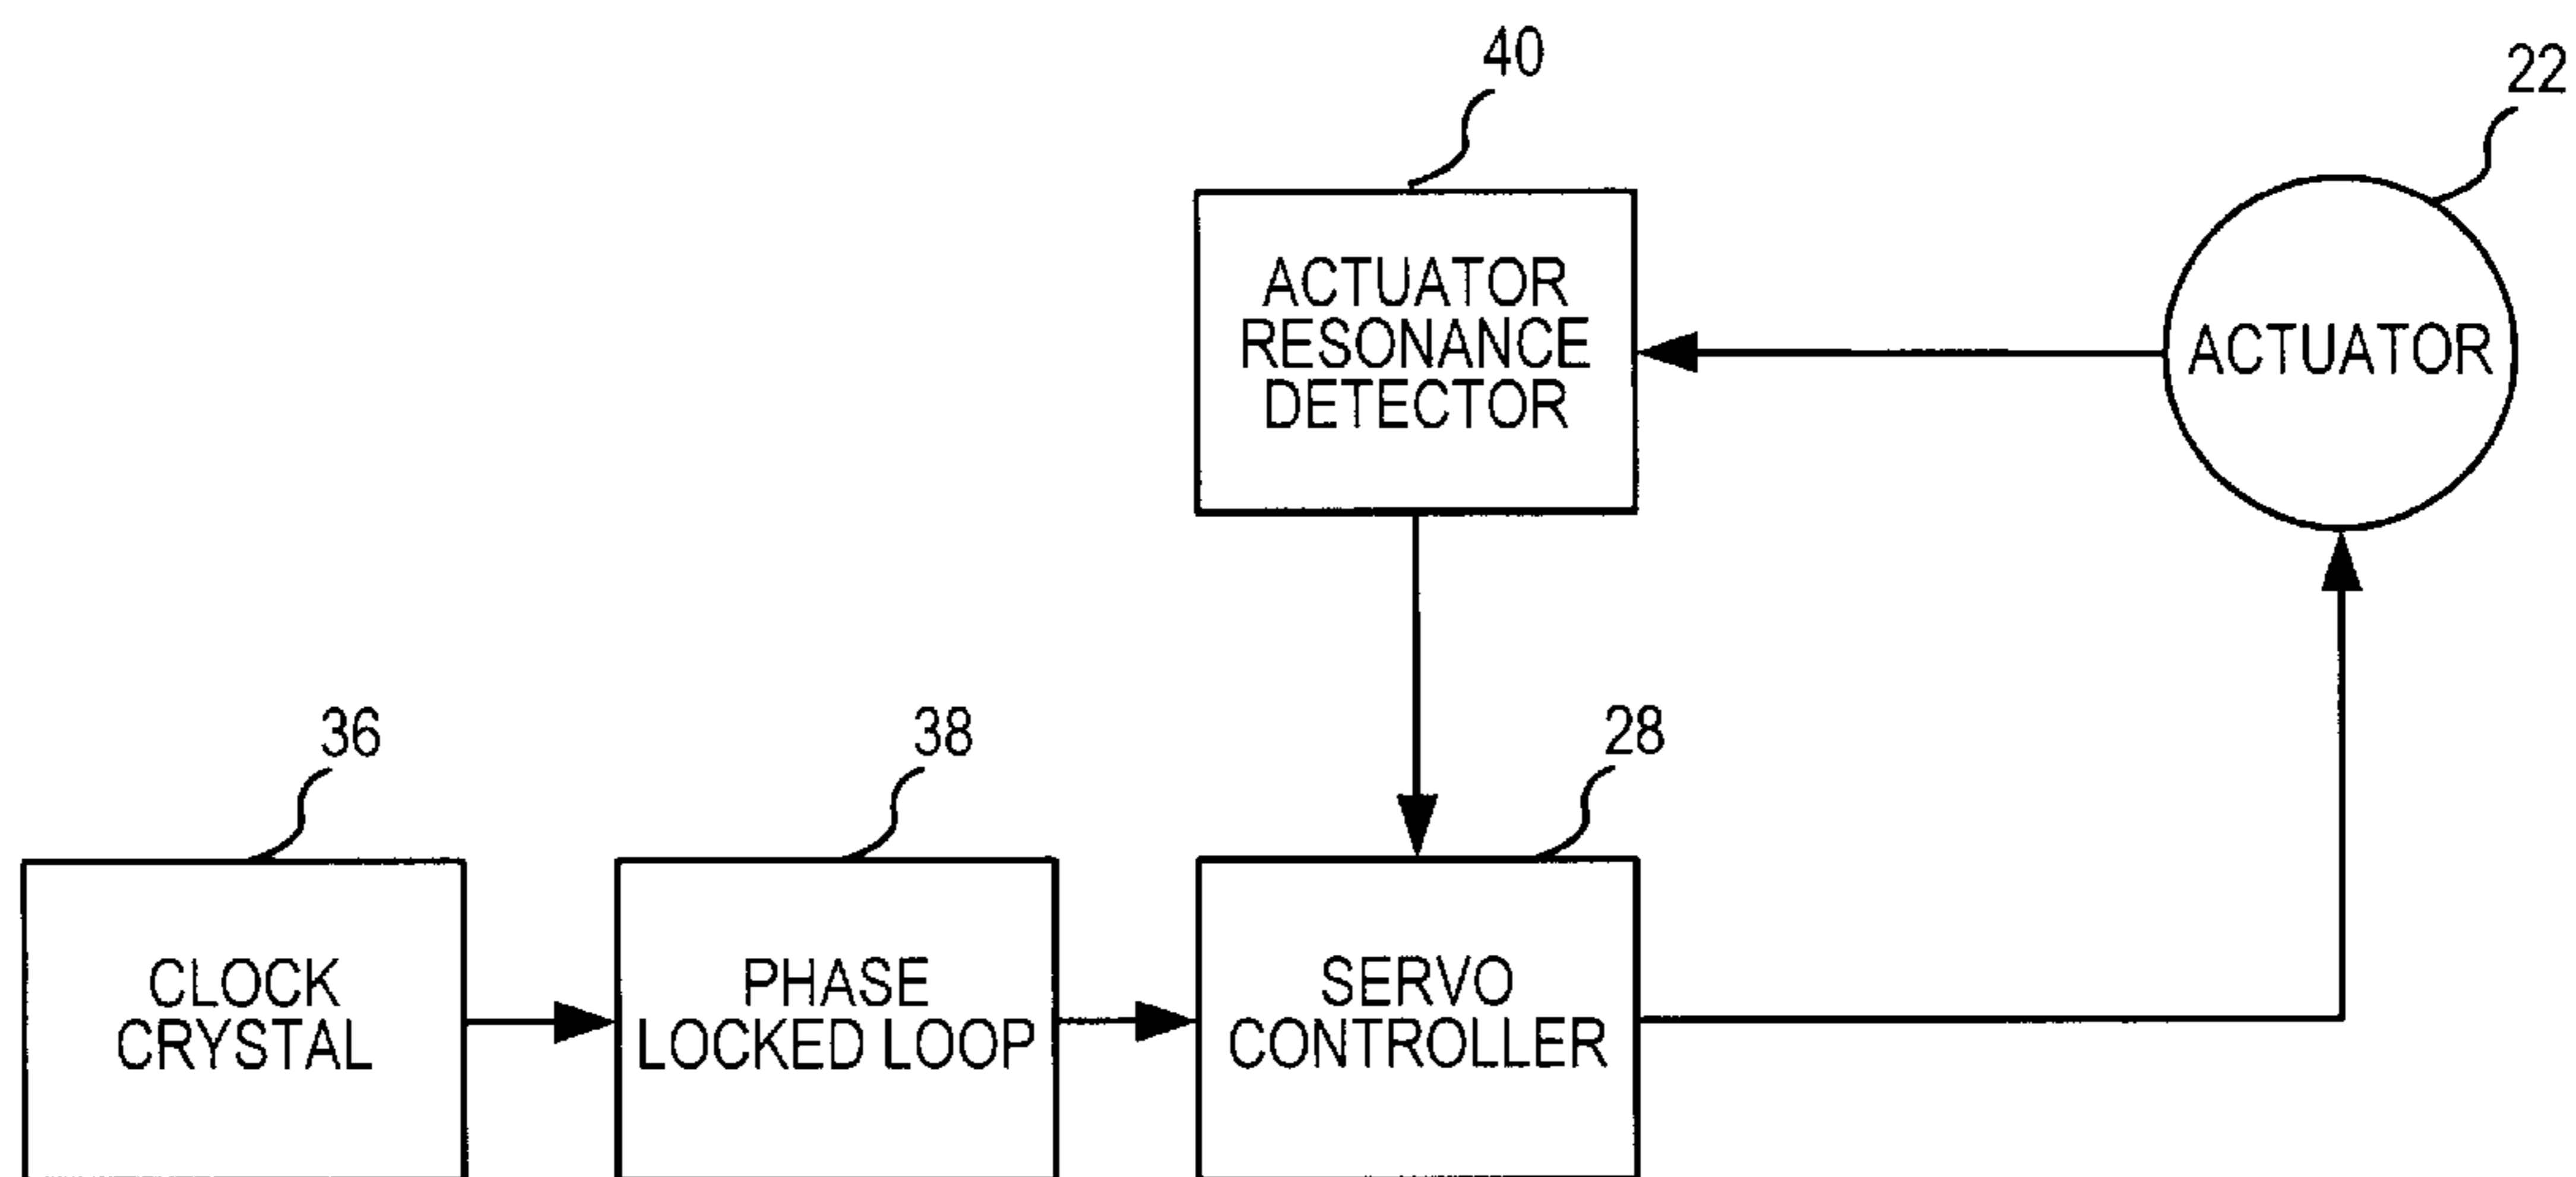 40
22
ACTUATOR
RESONANCE
DETECTOR
ACTUATOR
36
38
28
CLOCK
CRYSTAL
PHASE
LOCKED LOOP
SERVO
CONTROLLER